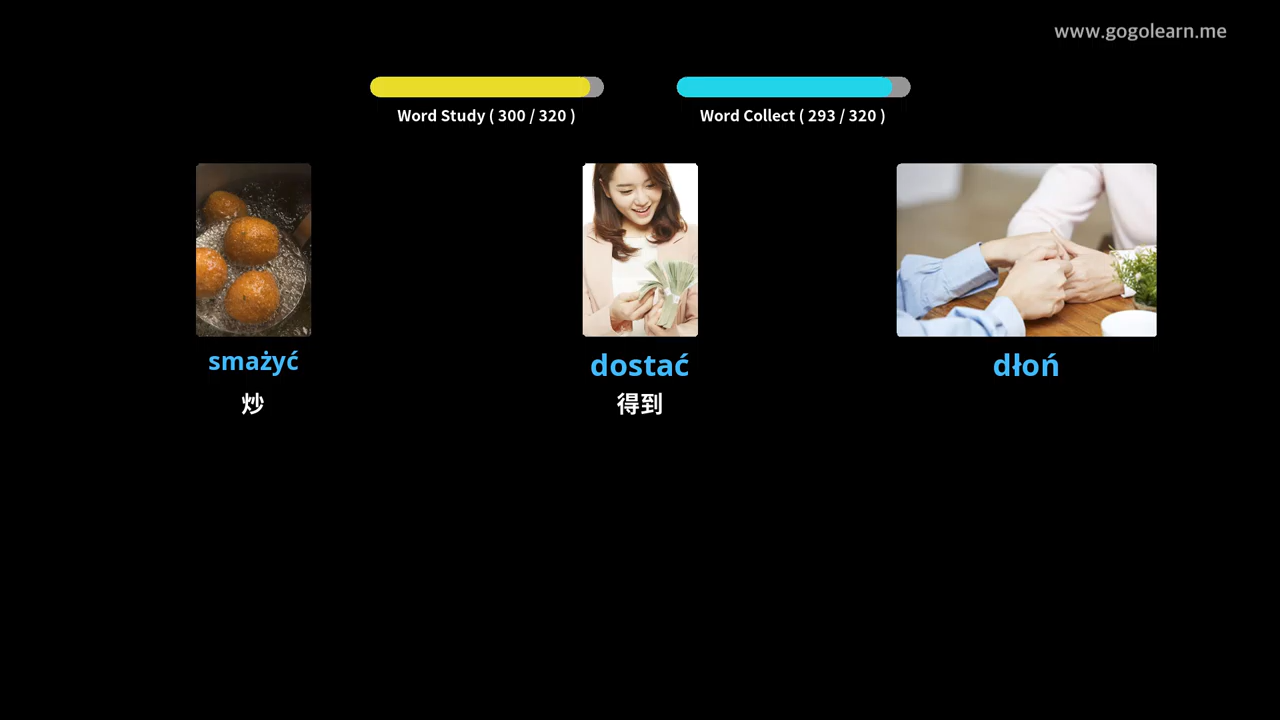 www.gogolearn.me
Word Study ( 300 / 320 )
Word Collect ( 293 / 320 )
smażyć
dostać
dłoń
炒
得到